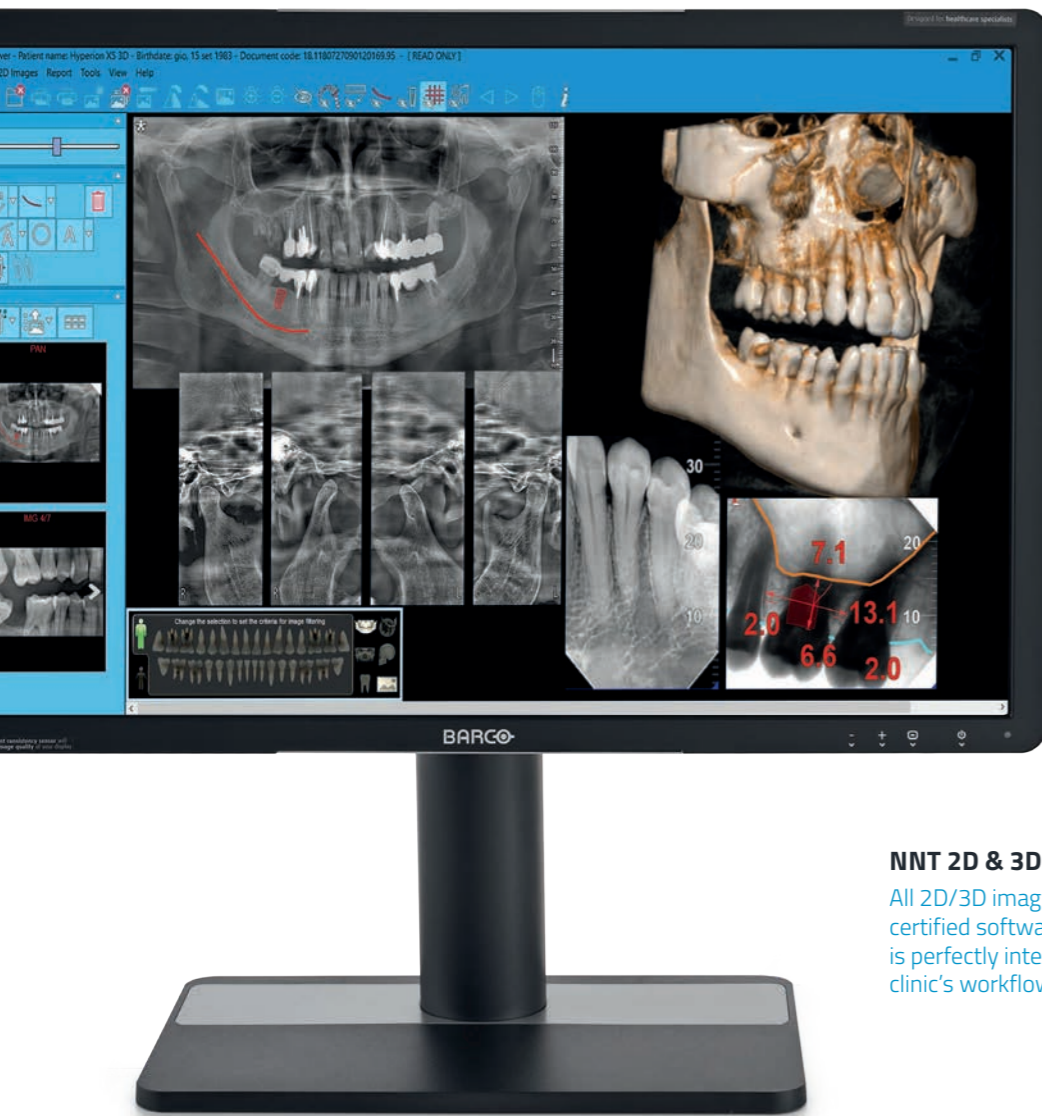 Designed for healthcare specialists
ver - Patient name: Hyperion XS 3D - Birthdate: gio, 15 set 1983 - Document code: 18.1180727090120169.95 - [ READ ONLY ]
2D Images Report Tools View Help
PAN
IMG 4/7
R
R
L
L
30
20
10
7.1
20
13.1
10
2.0
6.6
2.0
Change the selection to set the criteria for image filtering
BARCO
NNT 2D & 3D
All 2D/3D imag
certified softwa
is perfectly inte
clinic's workflow